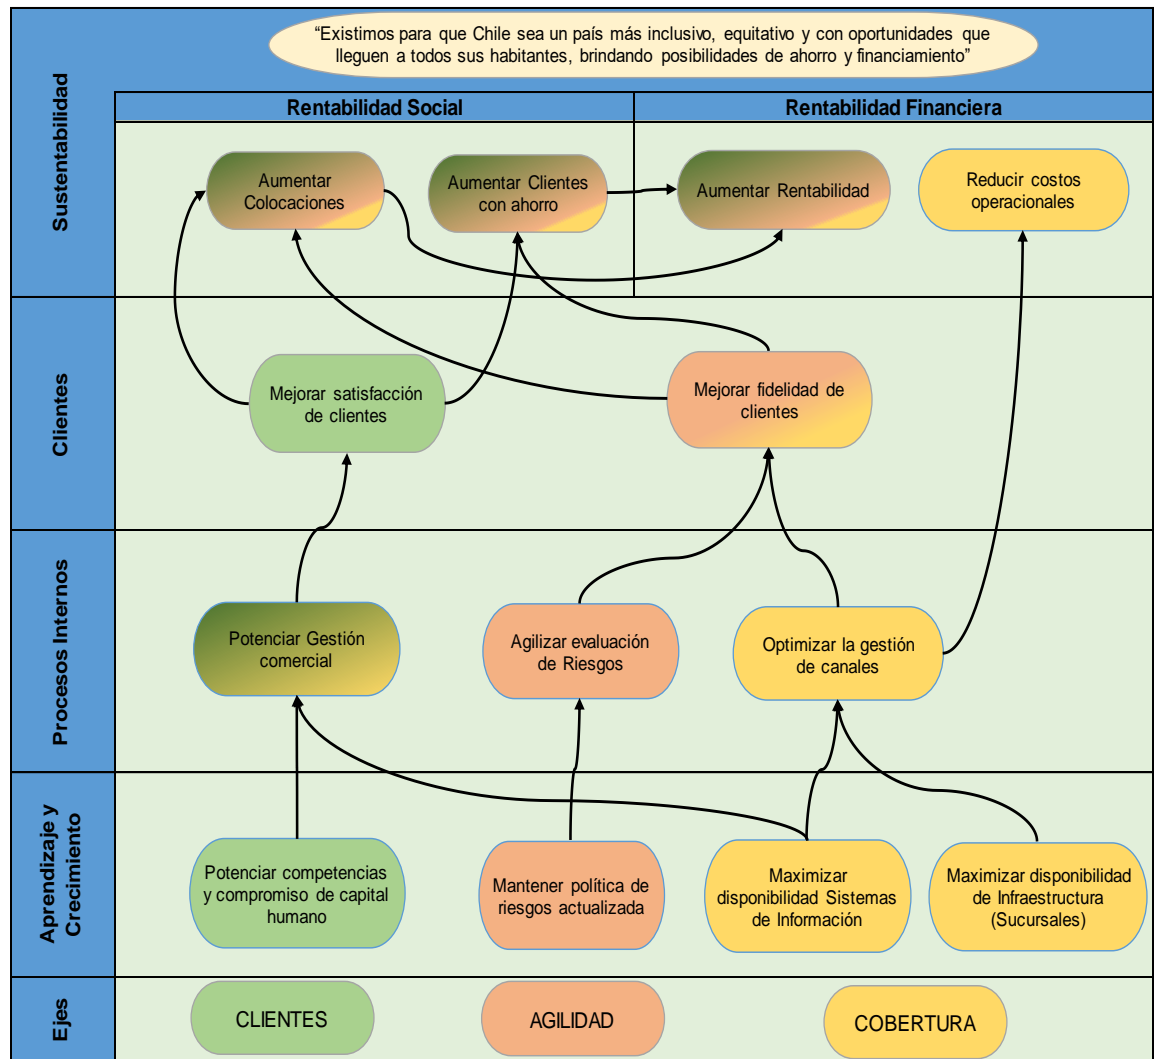 “Existimos para que Chile sea un país más inclusivo, equitativo y con oportunidades que
lleguen a todos sus habitantes, brindando posibilidades de ahorro y financiamiento”
Sustentabilidad
Rentabilidad Social
Rentabilidad Financiera
Aumentar
Colocaciones
Aumentar Clientes
con ahorro
Aumentar Rentabilidad
Reducir costos
operacionales
Clientes
Mejorar satisfacción
de clientes
Mejorar fidelidad de
clientes
Procesos Internos
Potenciar Gestión
comercial
Agilizar evaluación
de Riesgos
Optimizar la gestión
de canales
Aprendizaje y
Crecimiento
Potenciar competencias
y compromiso de capital
humano
Mantener política de
riesgos actualizada
Maximizar
disponibilidad Sistemas
de Información
Maximizar disponibilidad
de Infraestructura
(Sucursales)
Ejes
CLIENTES
AGILIDAD
COBERTURA